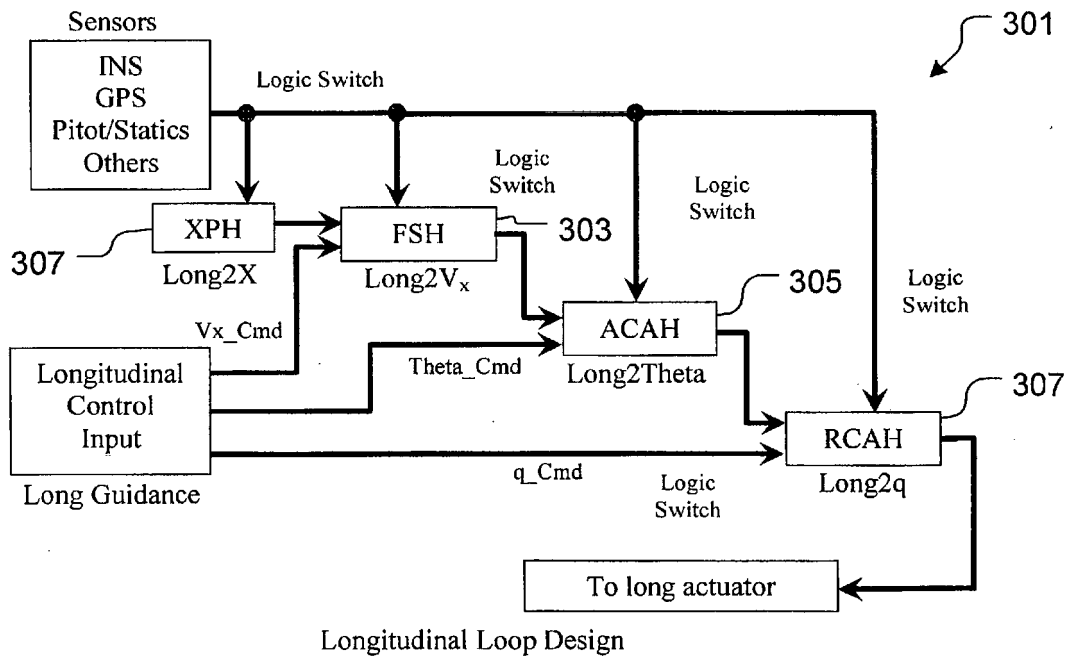 Sensors
301
INS
GPS
Pitot/Statics
Others
Logic Switch
Logic
Switch
Logic
Switch
Logic
Switch
XPH
307
Long2X
FSH
303
Long2Vx
ACAH
305
Long2Theta
Vx_Cmd
Theta_Cmd
Longitudinal
Control
Input
Long Guidance
q_Cmd
Logic
Switch
RCAH
307
Long2q
To long actuator
Longitudinal Loop Design